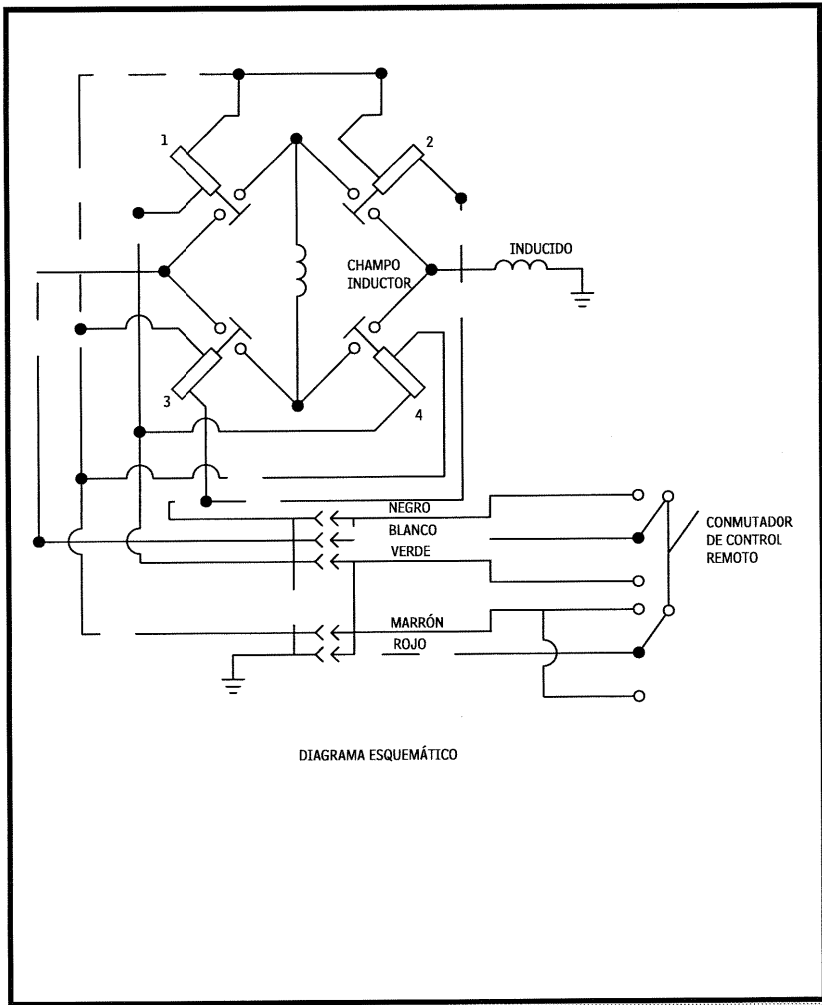 1
2
INDUCIDO
CHAMPO
INDUCTOR
3
4
NEGRO
BLANCO
VERDE
CONMUTADOR
DE CONTROL
REMOTO
MARRÓN
ROJO
DIAGRAMA ESQUEMÁTICO